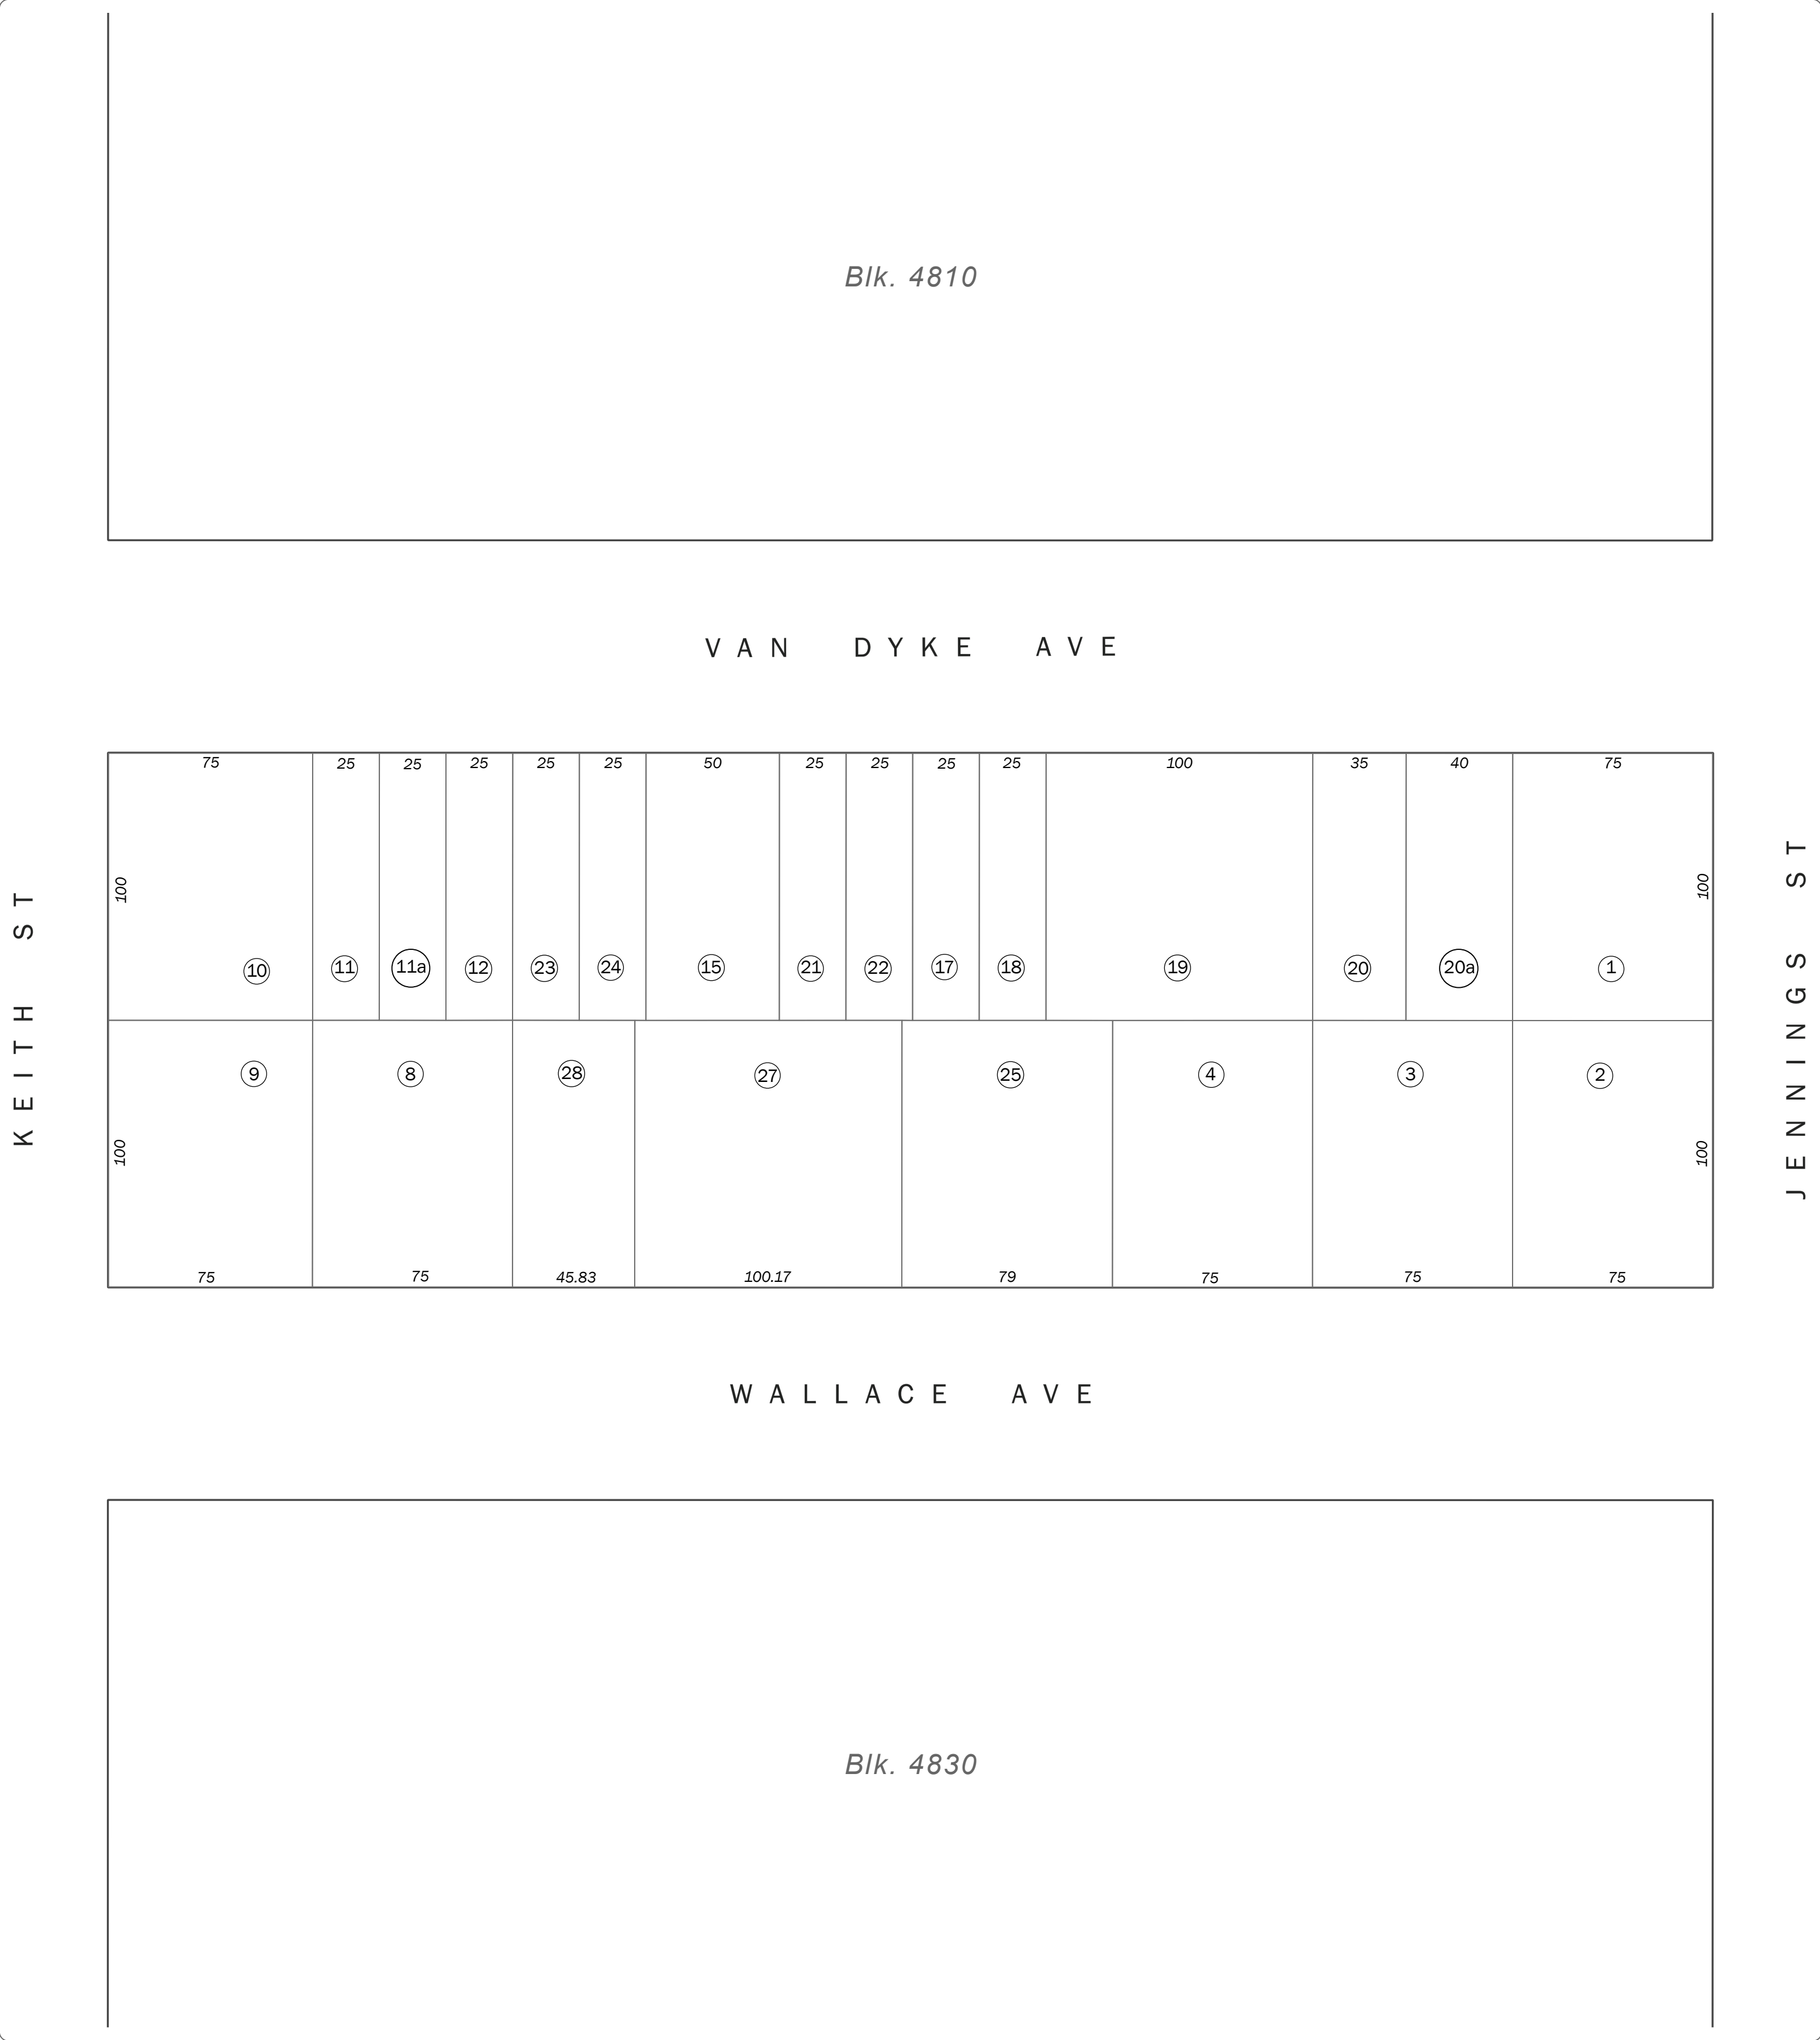 Blk. 4810
VAN DYKE AVE
75 25 25 25 25 25 50 25 25 25 25 100 35 40 75
100 100
10 11 11a 12 23 24 15 21 22 17 18 19 20 20a 1
KEITH ST
JENNINGS ST
9 8 28 27 25 4 3 2
100 100
75 75 45.83 100.17 79 75 75 75
WALLACE AVE
Blk. 4830